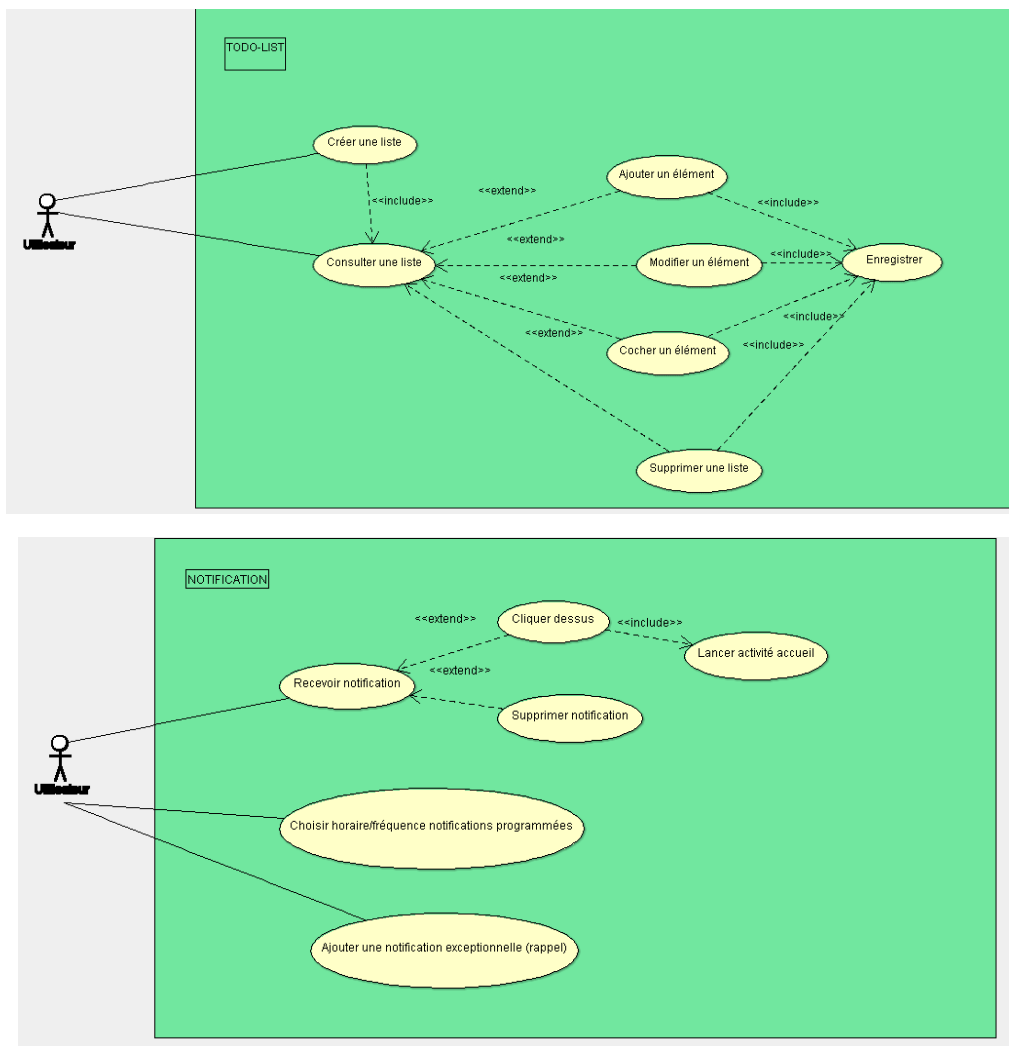 TODO-LIST
Créer une liste
Ajouter un élément
<<extend>>
<<include>>
<<include>>
Utilisateur
<<extend>>
Consulter une liste
Modifier un élément
<<include>>
Enregistrer
<<extend>>
<<include>>
<<extend>>
Cocher un élément
<<include>>
Supprimer une liste
NOTIFICATION
<<extend>>
Cliquer dessus
<<include>>
Lancer activité accueil
<<extend>>
Recevoir notification
Supprimer notification
Utilisateur
Choisir horaire/fréquence notifications programmées
Ajouter une notification exceptionnelle (rappel)